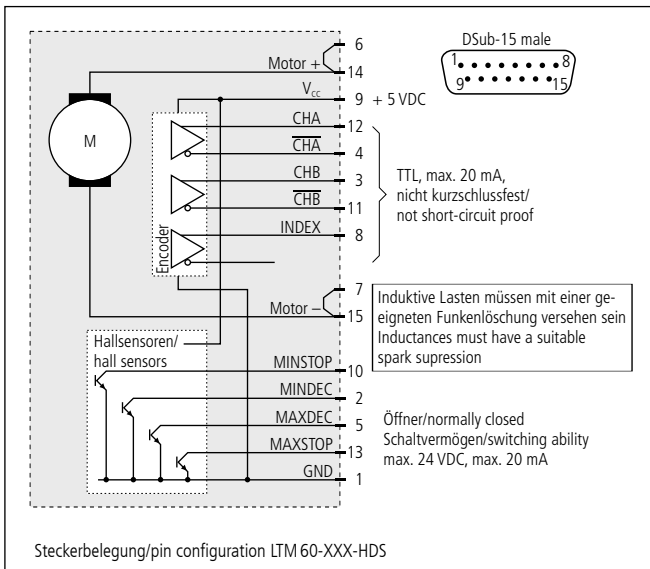 DSub-15 male
1 8
9 15
6
Motor +
14
Vcc
9 + 5 VDC
CHA
12
CHA
4
CHB
3
CHB
11
INDEX
8
M
Encoder
TTL, max. 20 mA,
nicht kurzschlussfest/
not short-circuit proof
7
Motor –
15
Induktive Lasten müssen mit einer ge-
eigneten Funkenlöschung versehen sein
Inductances must have a suitable
spark supression
Hallsensoren/
hall sensors
MINSTOP
10
MINDEC
2
MAXDEC
5
MAXSTOP
13
GND
1
Öffner/normally closed
Schaltvermögen/switching ability
max. 24 VDC, max. 20 mA
Steckerbelegung/pin configuration LTM 60-XXX-HDS